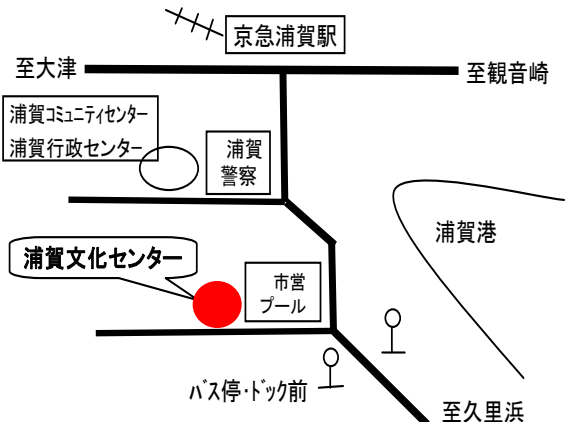 京急浦賀駅
至大津
至観音崎
浦賀ｺﾐｭﾆﾃｨｾﾝﾀｰ
浦賀行政ｾﾝﾀｰ
浦賀
警察
浦賀港
浦賀文化センター
市営
プール
ﾊﾞｽ停･ﾄﾞｯｸ前
至久里浜